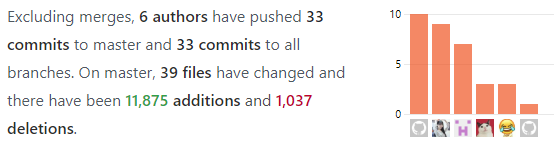 Excluding merges, 6 authors have pushed 33
commits to master and 33 commits to all
branches. On master, 39 files have changed and
there have been 11,875 additions and 1,037
deletions.
10
5
0